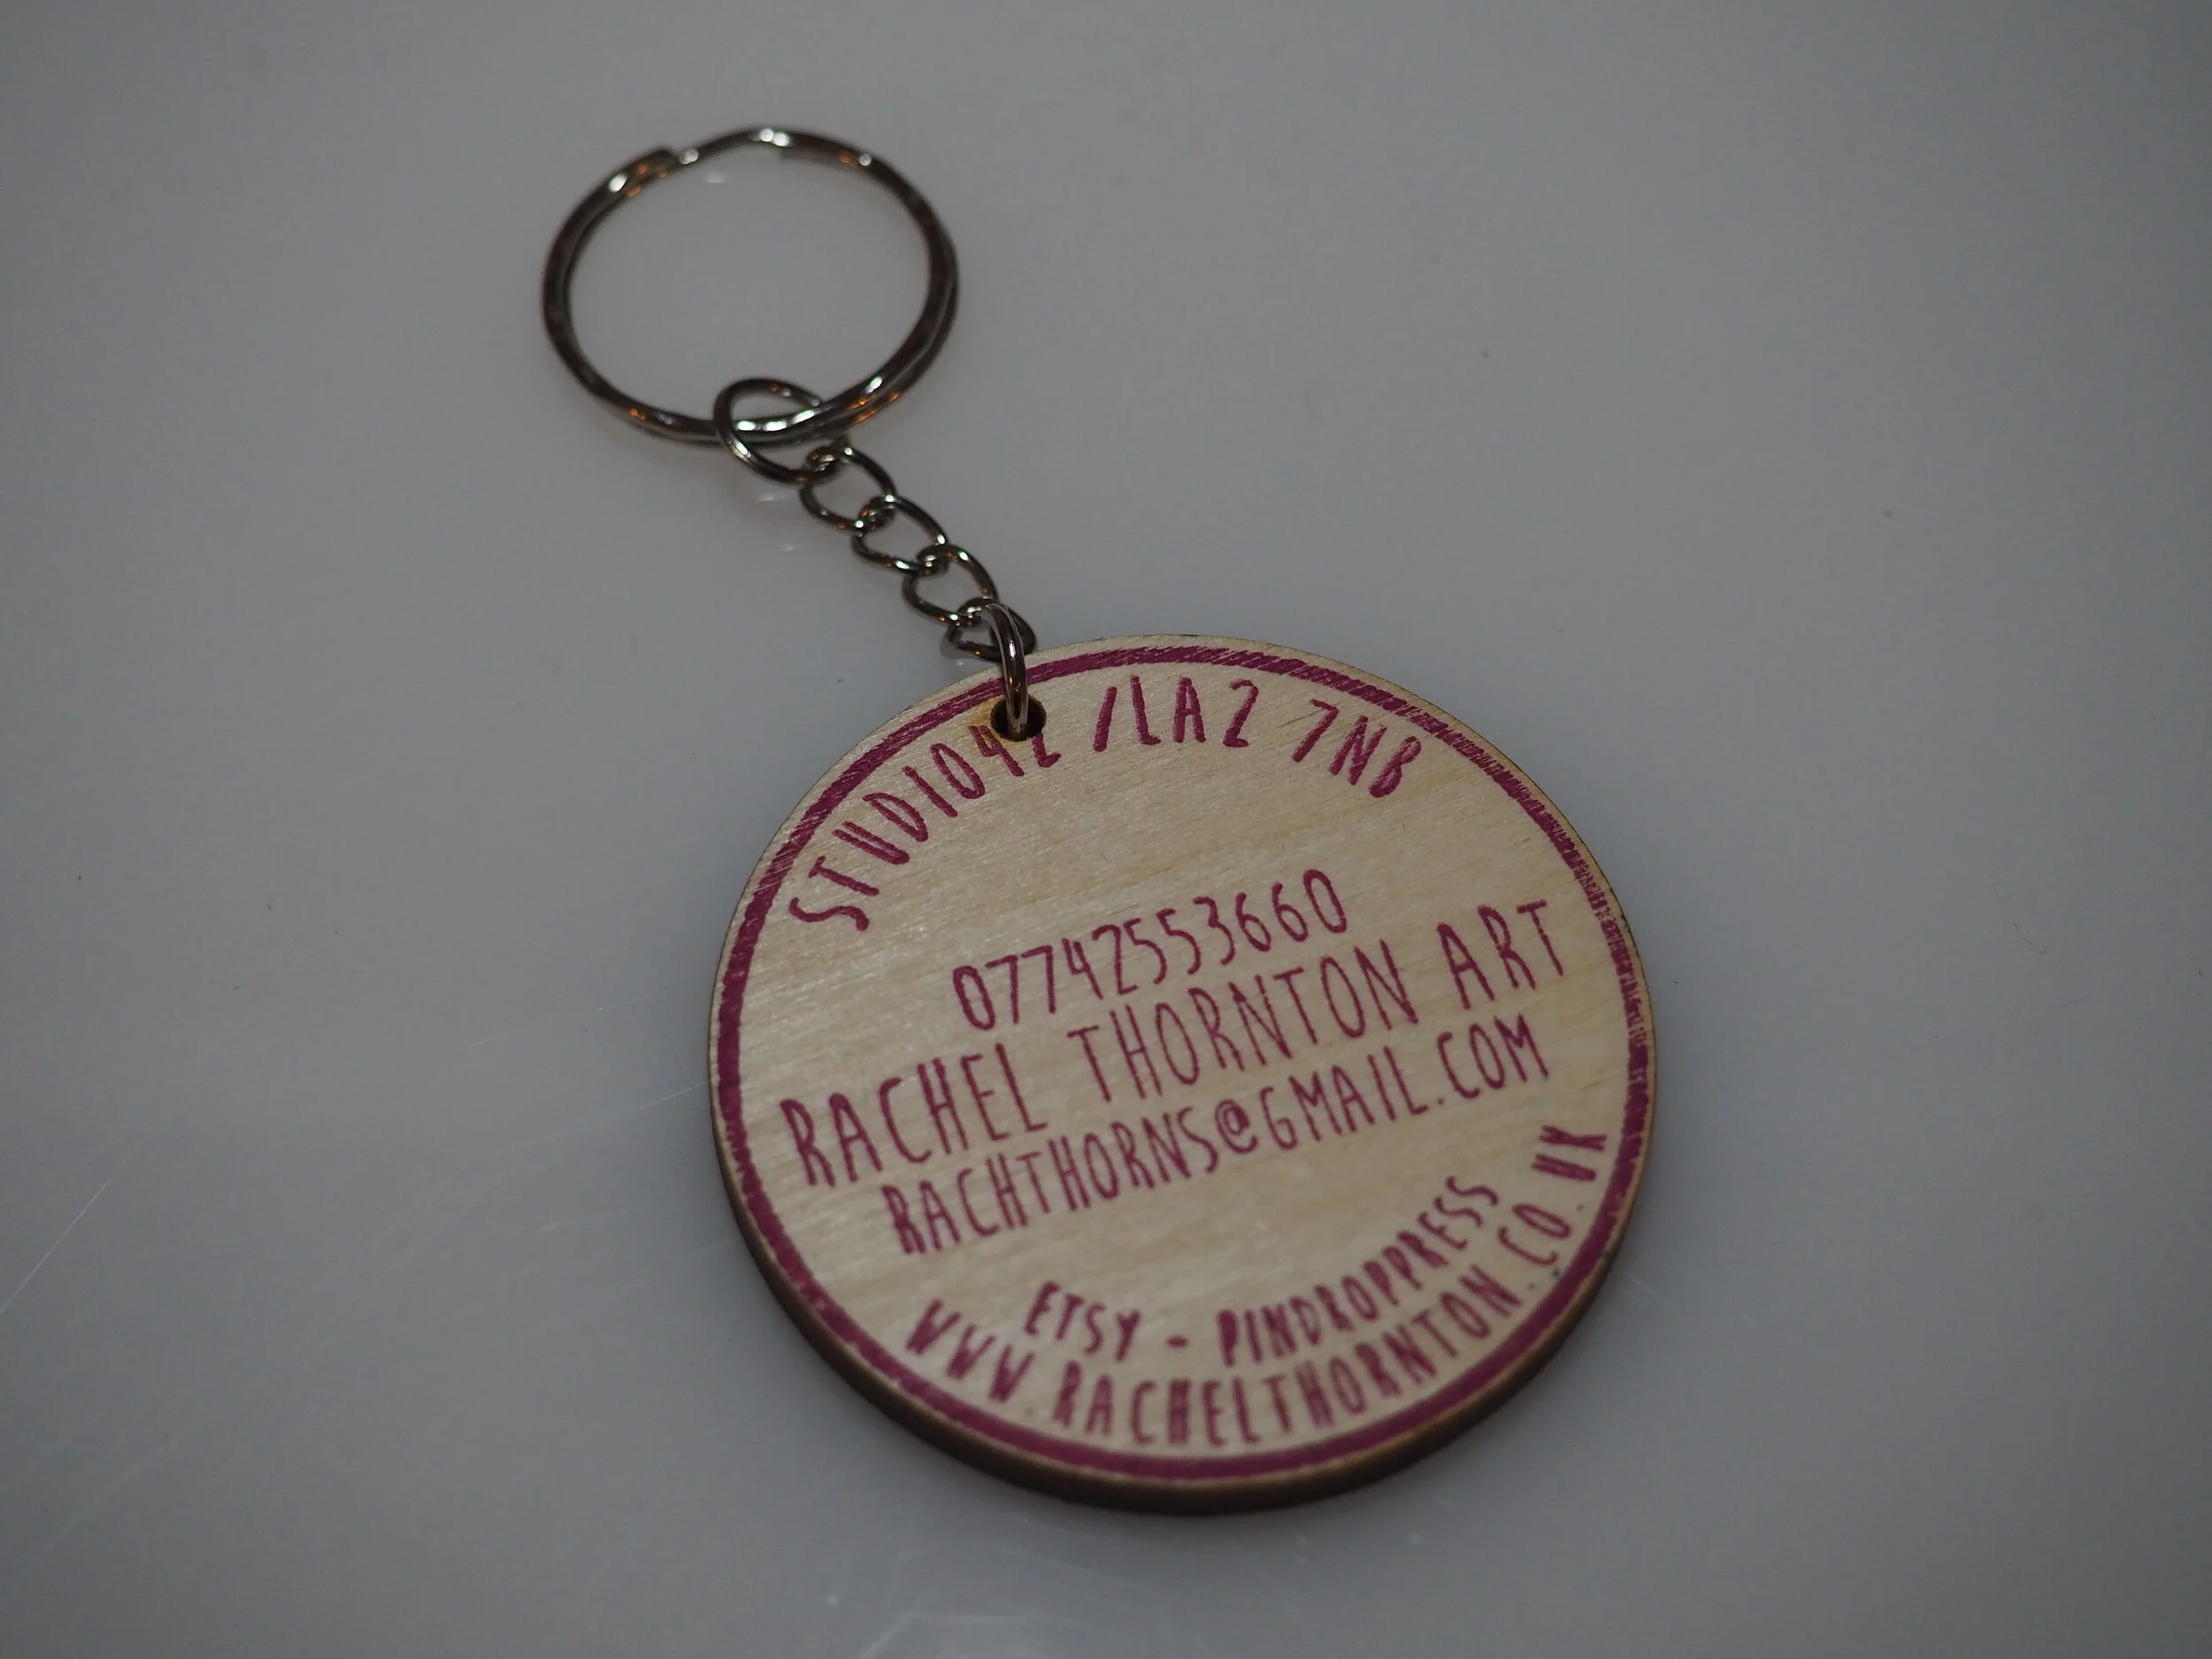 STUDIO42 /LA2 7NB
07742553660
RACHEL THORNTON ART
RACHTHORNS@GMAIL.COM
ETSY - PINDROPPRESS
WWW.RACHELTHORNTON.CO.UK